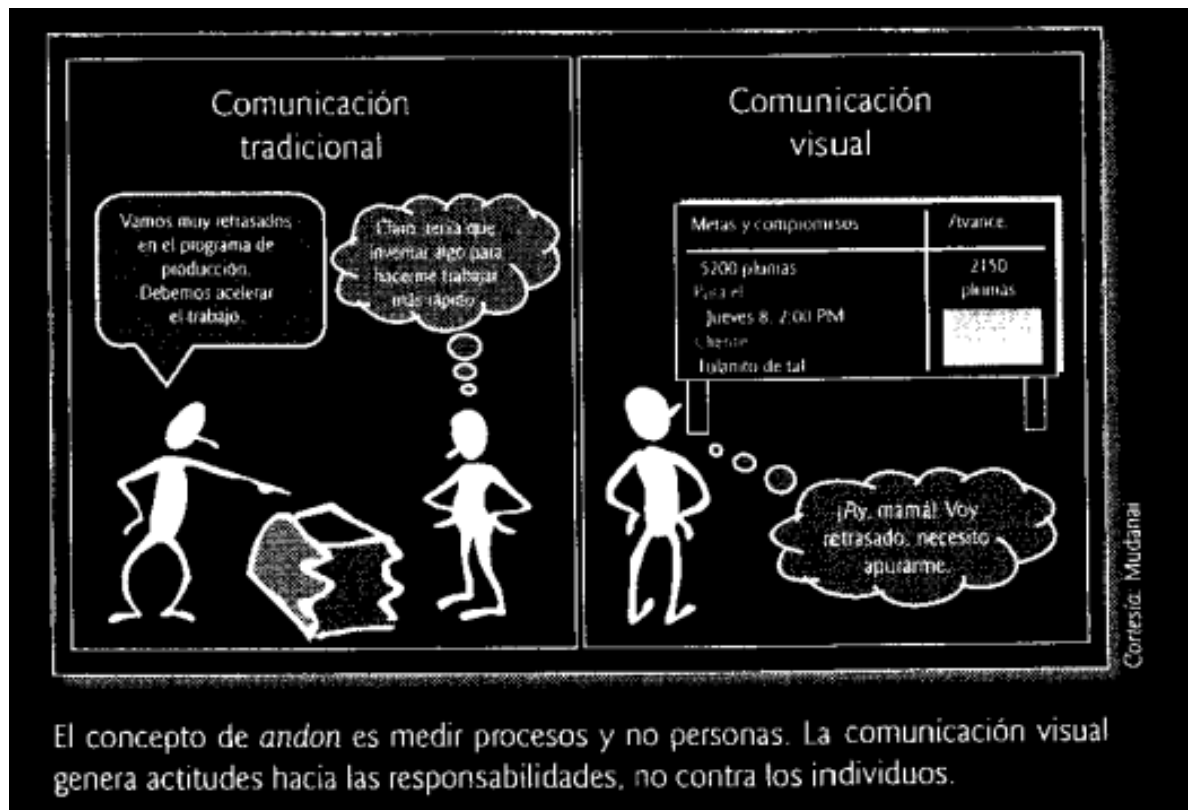 Comunicación
tradicional
Vamos muy retrasados
en el programa de
producción.
Debemos acelerar
el trabajo.
Claro, tenía que
inventar algo para
hacerme trabajar
más rápido
Comunicación
visual
Metas y compromisos
Avance
5200 plumas
Para el
Jueves 8, 2:00 PM
Cliente
Fulanito de tal
2150
plumas
¡Ay, mamá! Voy
retrasado, necesito
apurarme.
Cortesía: Mudanai
El concepto de andon es medir procesos y no personas. La comunicación visual
genera actitudes hacia las responsabilidades, no contra los individuos.